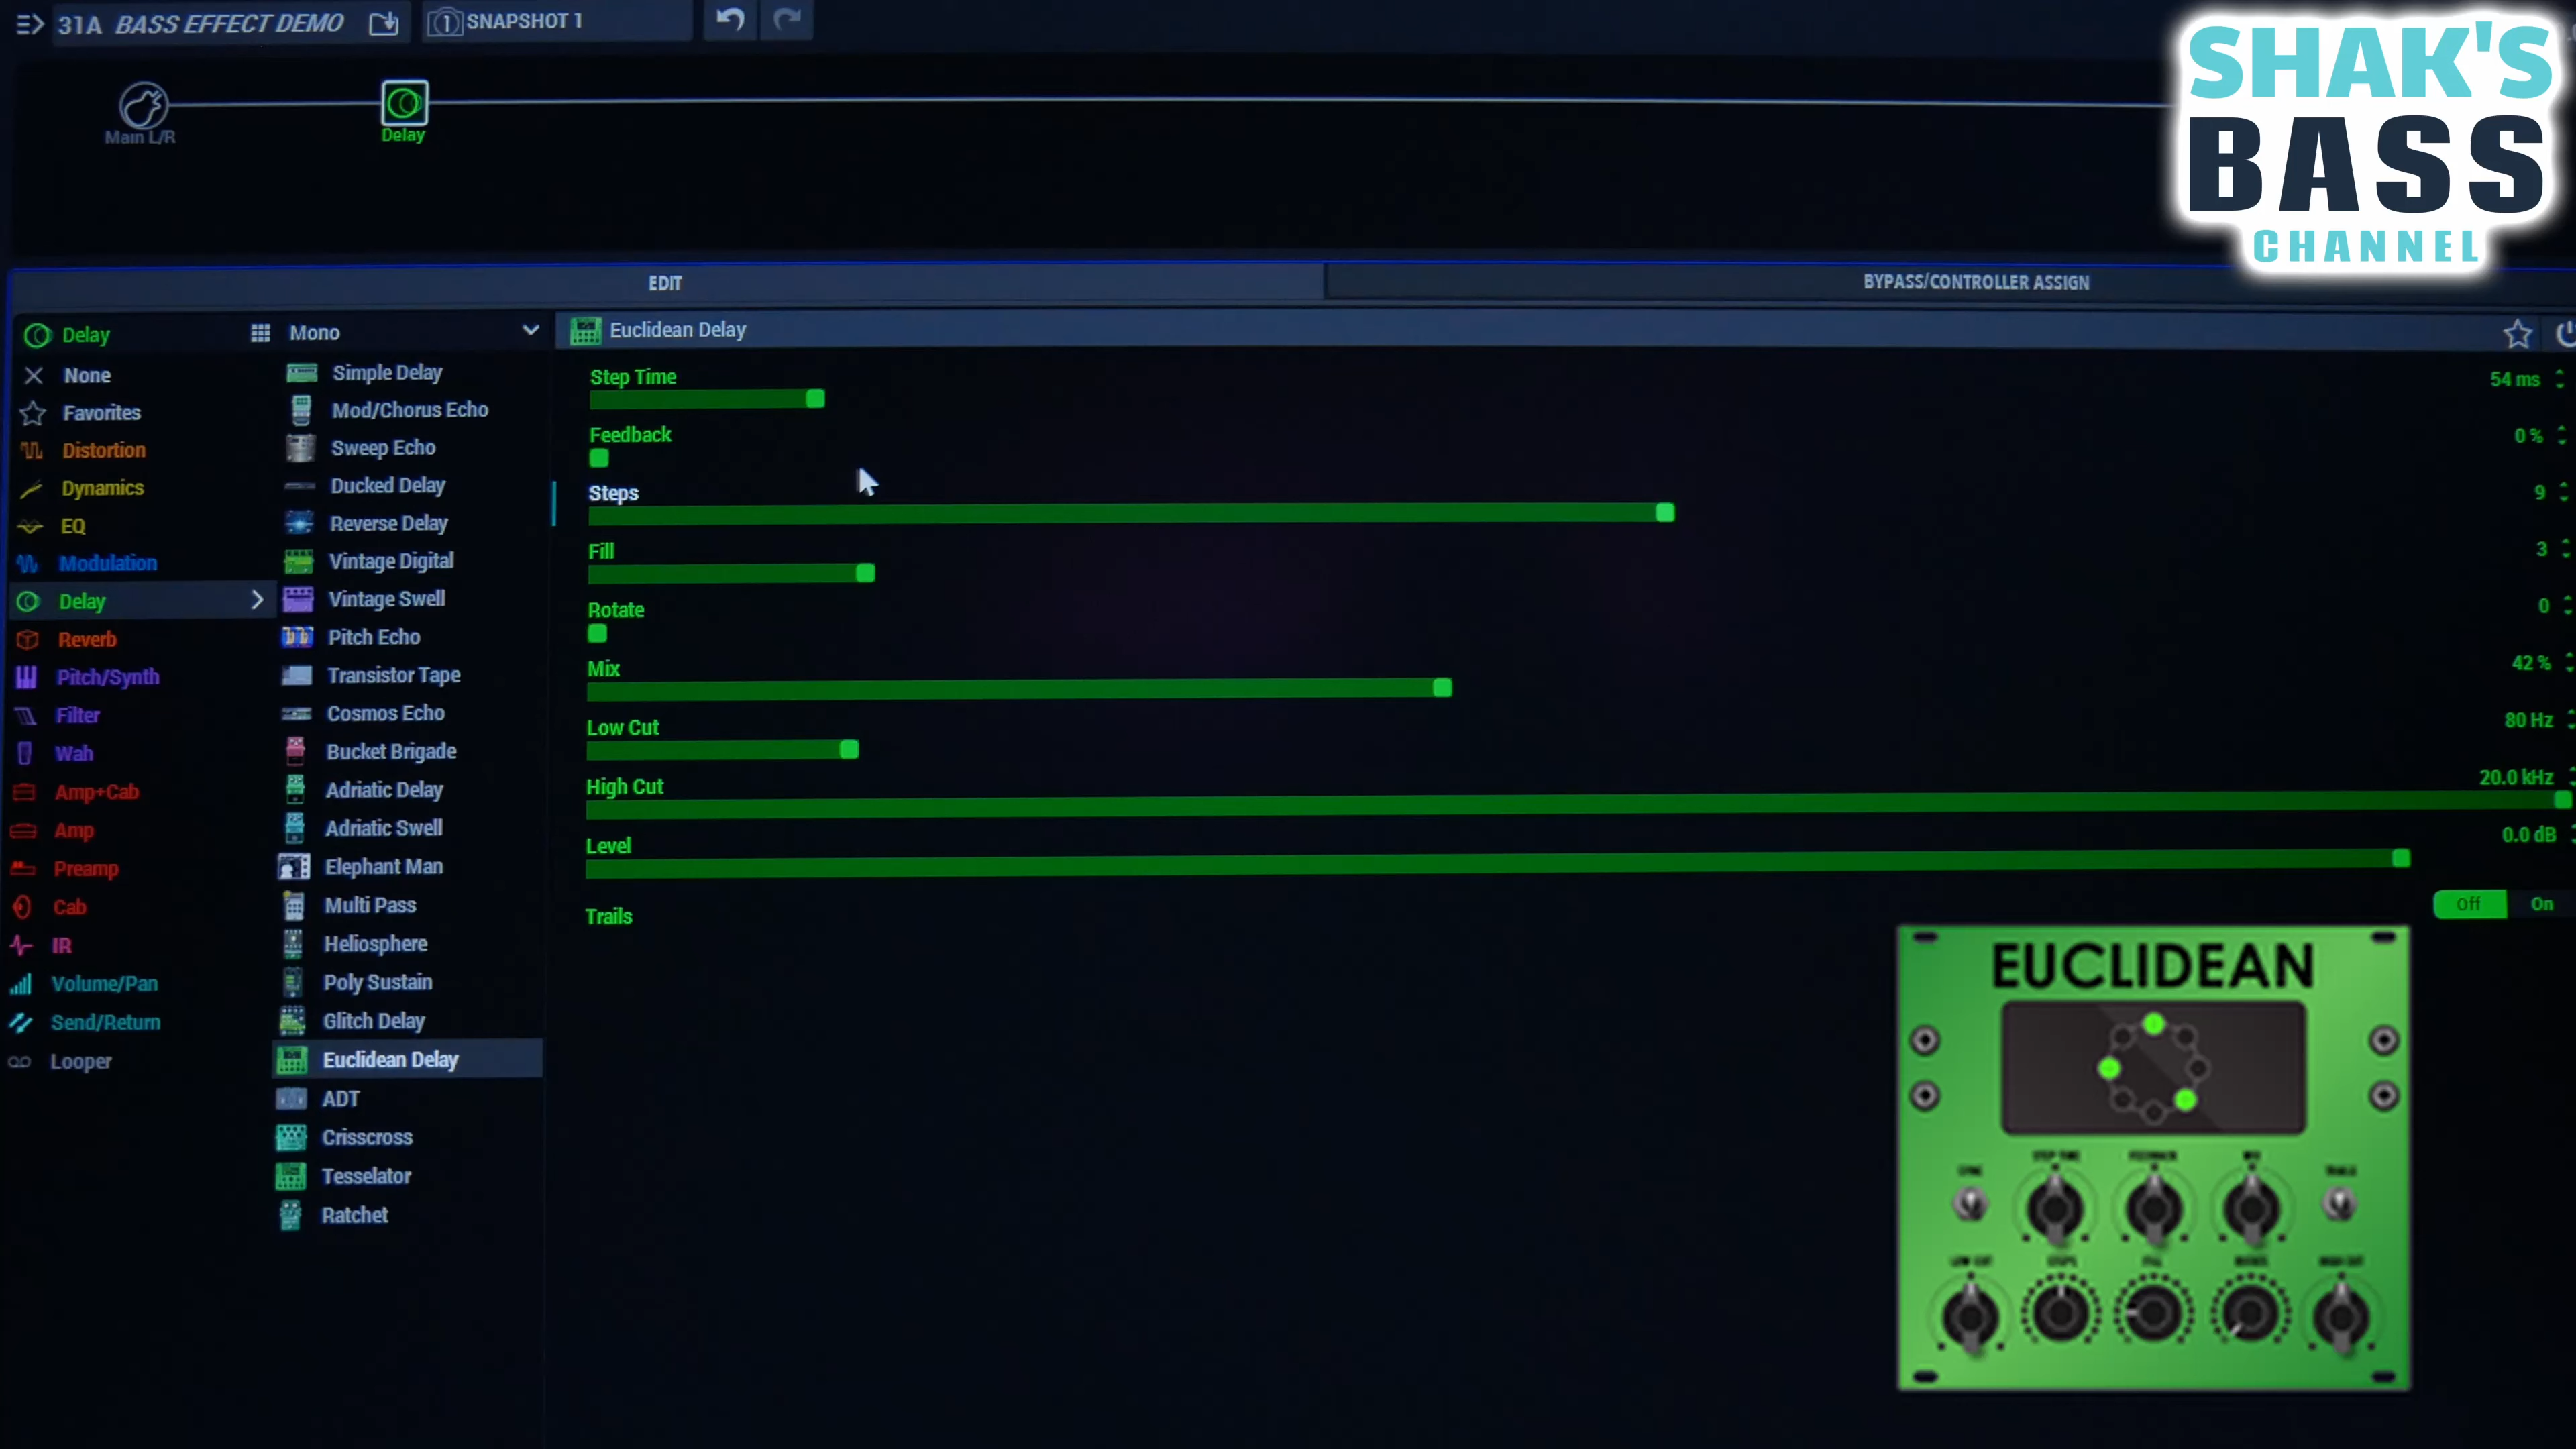 31A BASS EFFECT DEMO
SNAPSHOT 1
SHAK'S
BASS
CHANNEL
Main L/R
Delay
EDIT
BYPASS/CONTROLLER ASSIGN
Delay
None
Favorites
Distortion
Dynamics
EQ
Modulation
Delay
Reverb
Pitch/Synth
Filter
Wah
Amp+Cab
Amp
Preamp
Cab
IR
Volume/Pan
Send/Return
Looper
Mono
Simple Delay
Mod/Chorus Echo
Sweep Echo
Ducked Delay
Reverse Delay
Vintage Digital
Vintage Swell
Pitch Echo
Transistor Tape
Cosmos Echo
Bucket Brigade
Adriatic Delay
Adriatic Swell
Elephant Man
Multi Pass
Heliosphere
Poly Sustain
Glitch Delay
Euclidean Delay
ADT
Crisscross
Tesselator
Ratchet
Euclidean Delay
Step Time 54 ms
Feedback 0 %
Steps 9
Fill 3
Rotate 0
Mix 42 %
Low Cut 80 Hz
High Cut 20.0 kHz
Level 0.0 dB
Trails Off On
EUCLIDEAN